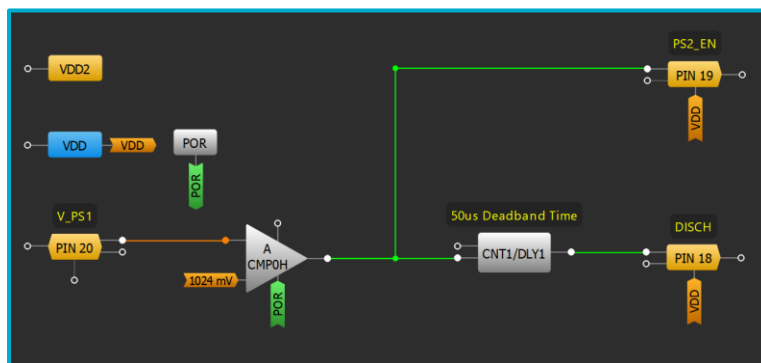 PS2_EN
VDD2
PIN 19
VDD
VDD
VDD
POR
POR
V_PS1
PIN 20
A
CMP0H
1024 mV
POR
50us Deadband Time
CNT1/DLY1
DISCH
PIN 18
VDD